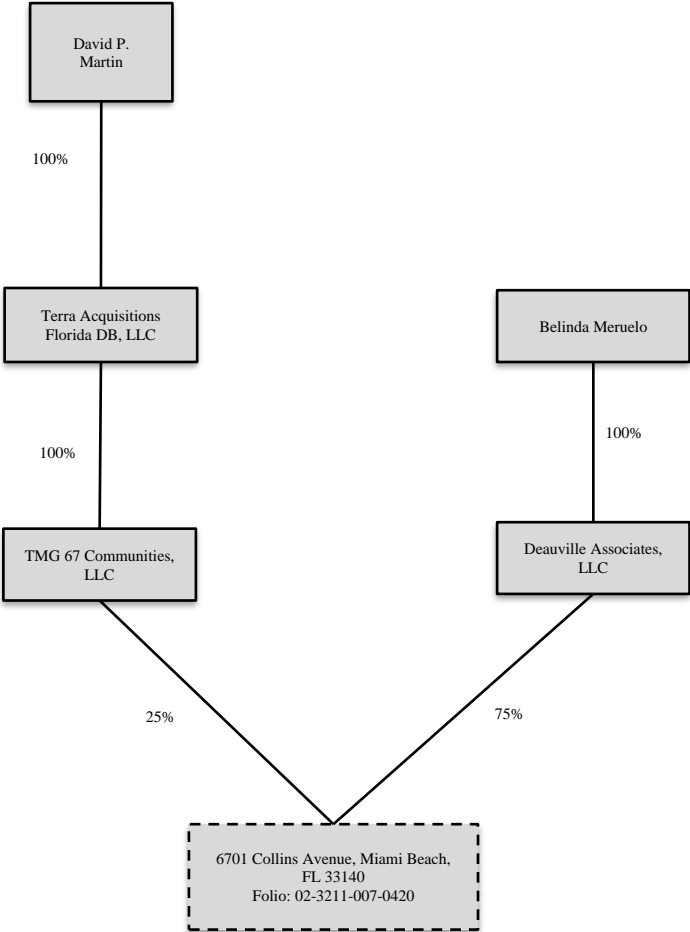 David P.
Martin
100%
Terra Acquisitions
Florida DB, LLC
Belinda Meruelo
100%
100%
TMG 67 Communities,
LLC
Deauville Associates,
LLC
25%
75%
6701 Collins Avenue, Miami Beach,
FL 33140
Folio: 02-3211-007-0420